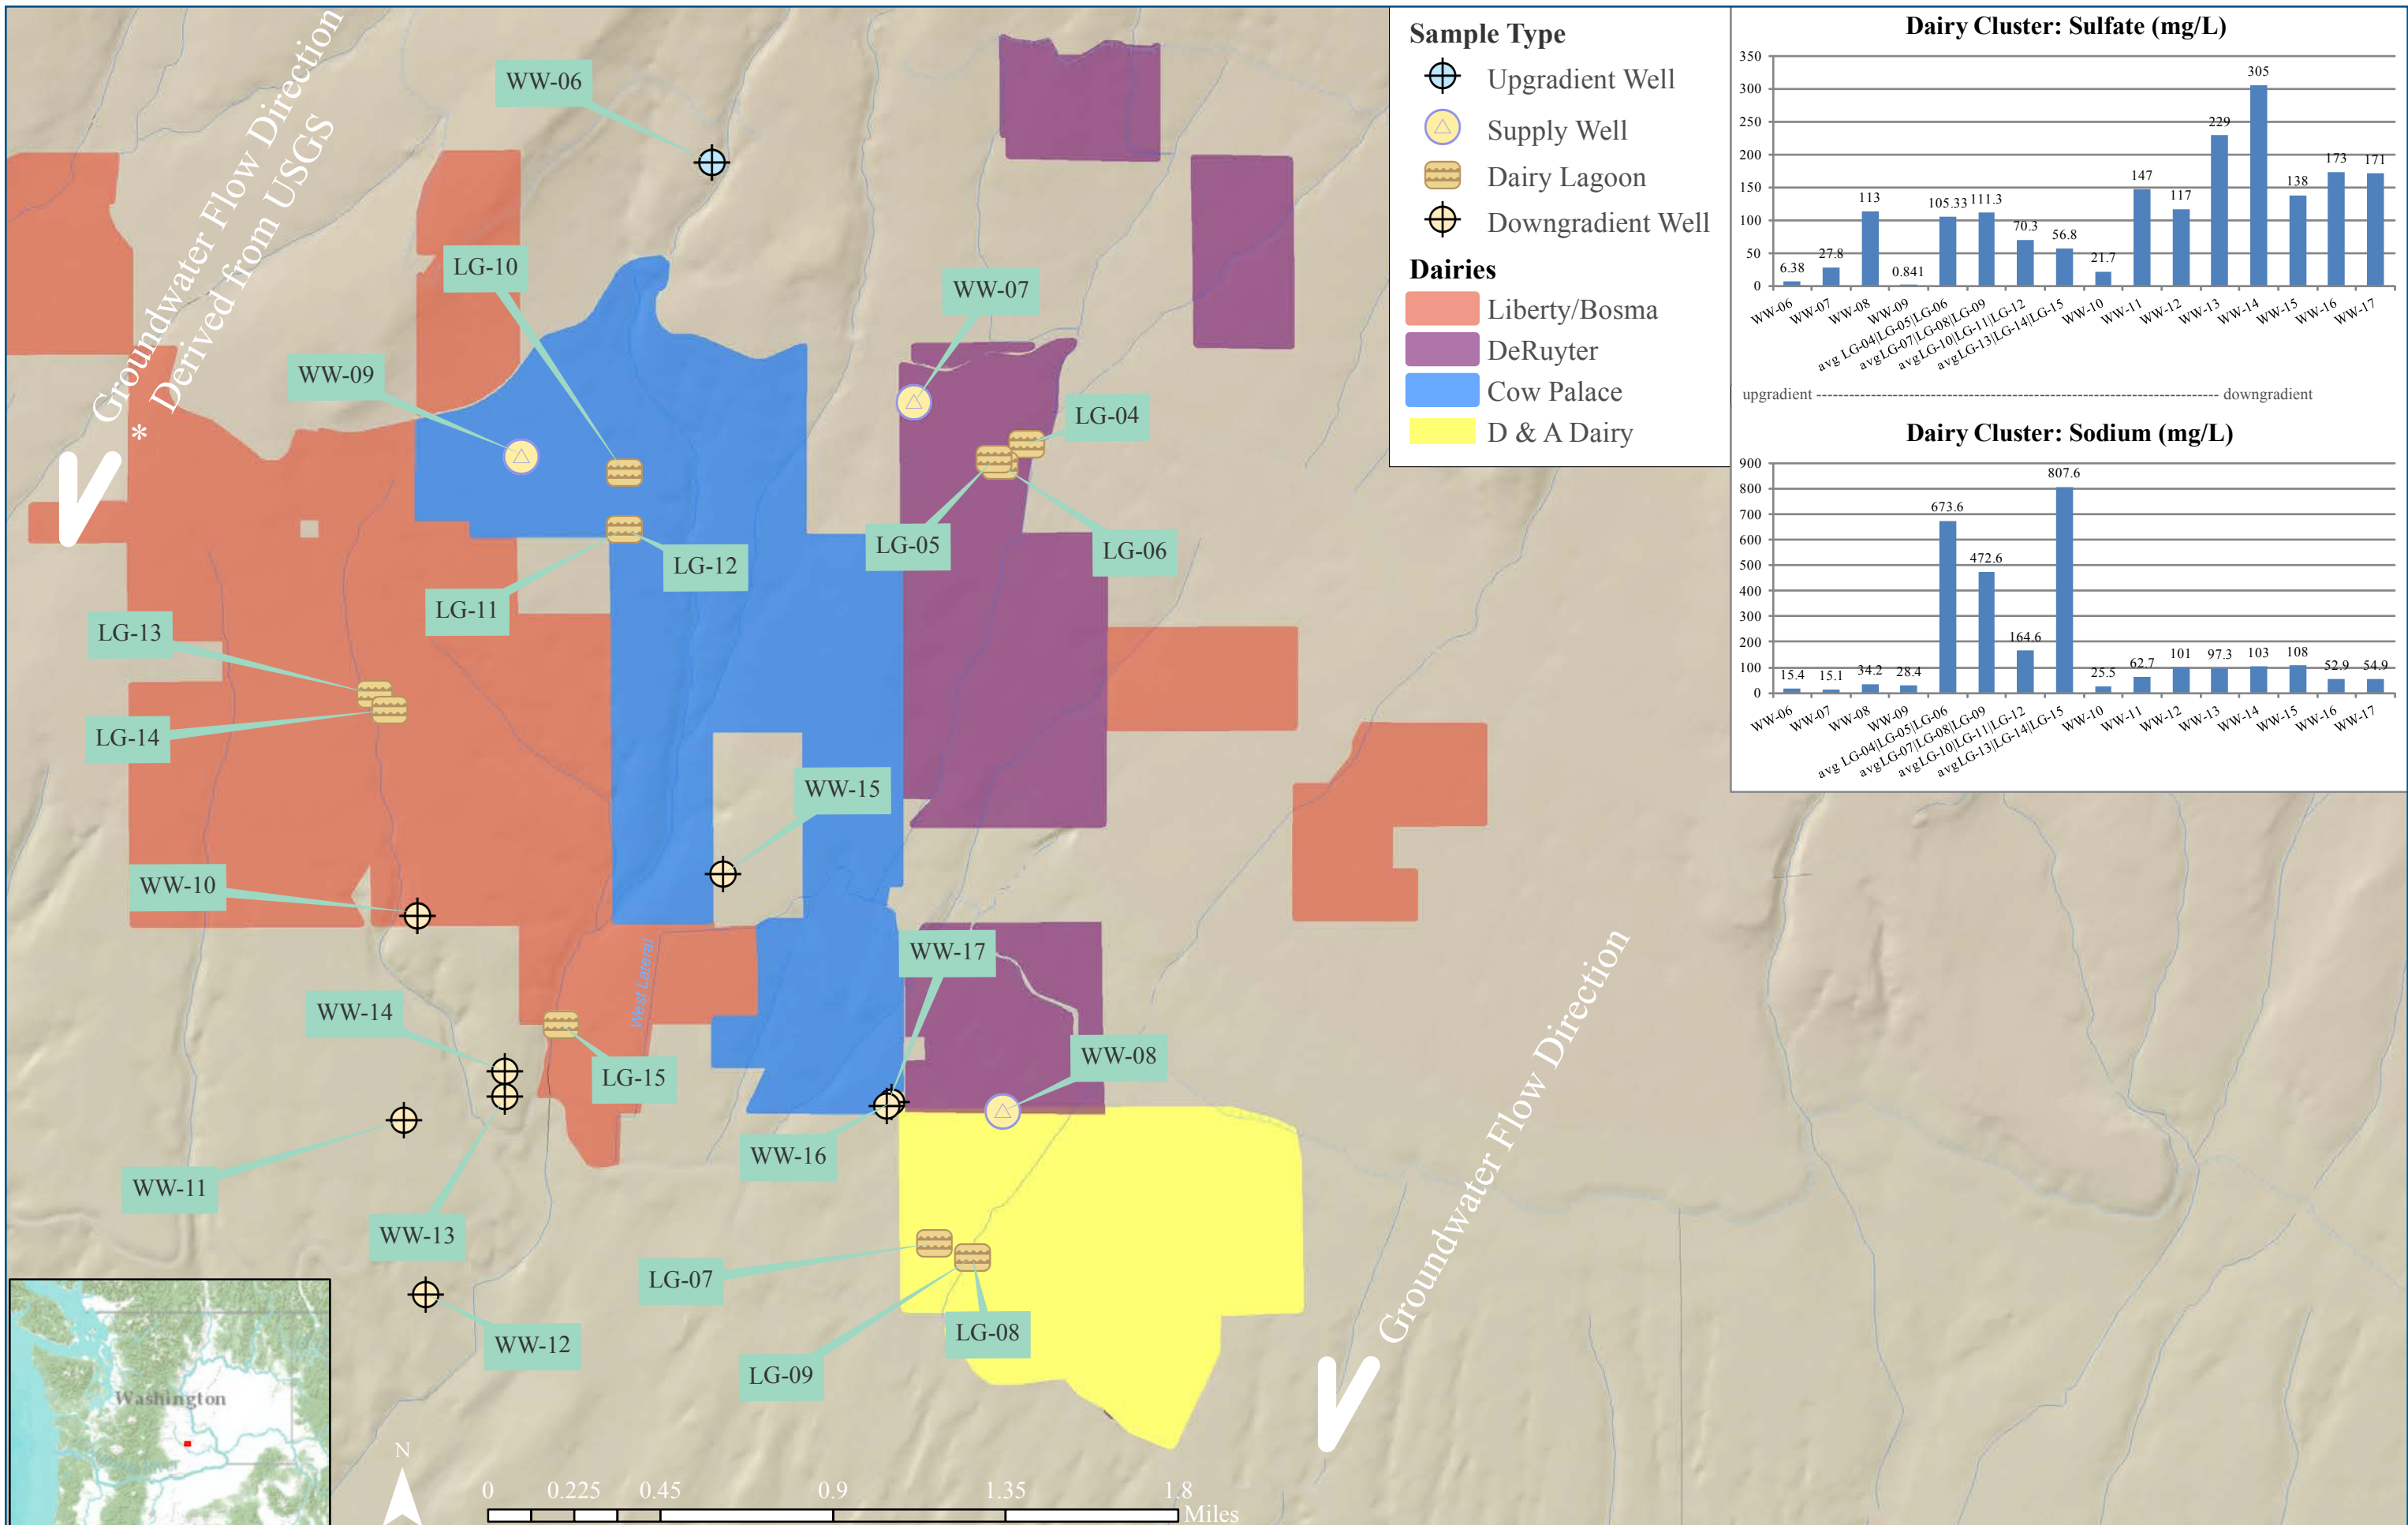 Groundwater Flow Direction
* Derived from USGS
WW-06
LG-10
WW-07
WW-09
LG-04
LG-05
LG-06
LG-12
LG-11
LG-13
LG-14
WW-15
WW-10
WW-17
WW-14
West Lateral
WW-08
LG-15
WW-16
WW-11
WW-13
LG-07
WW-12
LG-08
LG-09
Groundwater Flow Direction
Sample Type
Upgradient Well
Supply Well
Dairy Lagoon
Downgradient Well
Dairies
Liberty/Bosma
DeRuyter
Cow Palace
D & A Dairy
Dairy Cluster: Sulfate (mg/L)
350
300
250
200
150
100
50
0
6.38
27.8
113
0.841
105.33
111.3
70.3
56.8
21.7
147
117
229
305
138
173
171
WW-06
WW-07
WW-08
WW-09
avg LG-04|LG-05|LG-06
avgLG-07|LG-08|LG-09
avgLG-10|LG-11|LG-12
avgLG-13|LG-14|LG-15
WW-10
WW-11
WW-12
WW-13
WW-14
WW-15
WW-16
WW-17
upgradient ------------------------------------------------------------------------- downgradient
Dairy Cluster: Sodium (mg/L)
900
800
700
600
500
400
300
200
100
0
15.4
15.1
34.2
28.4
673.6
472.6
164.6
807.6
25.5
62.7
101
97.3
103
108
52.9
54.9
WW-06
WW-07
WW-08
WW-09
avg LG-04|LG-05|LG-06
avgLG-07|LG-08|LG-09
avgLG-10|LG-11|LG-12
avgLG-13|LG-14|LG-15
WW-10
WW-11
WW-12
WW-13
WW-14
WW-15
WW-16
WW-17
Washington
N
0 0.225 0.45 0.9 1.35 1.8
Miles